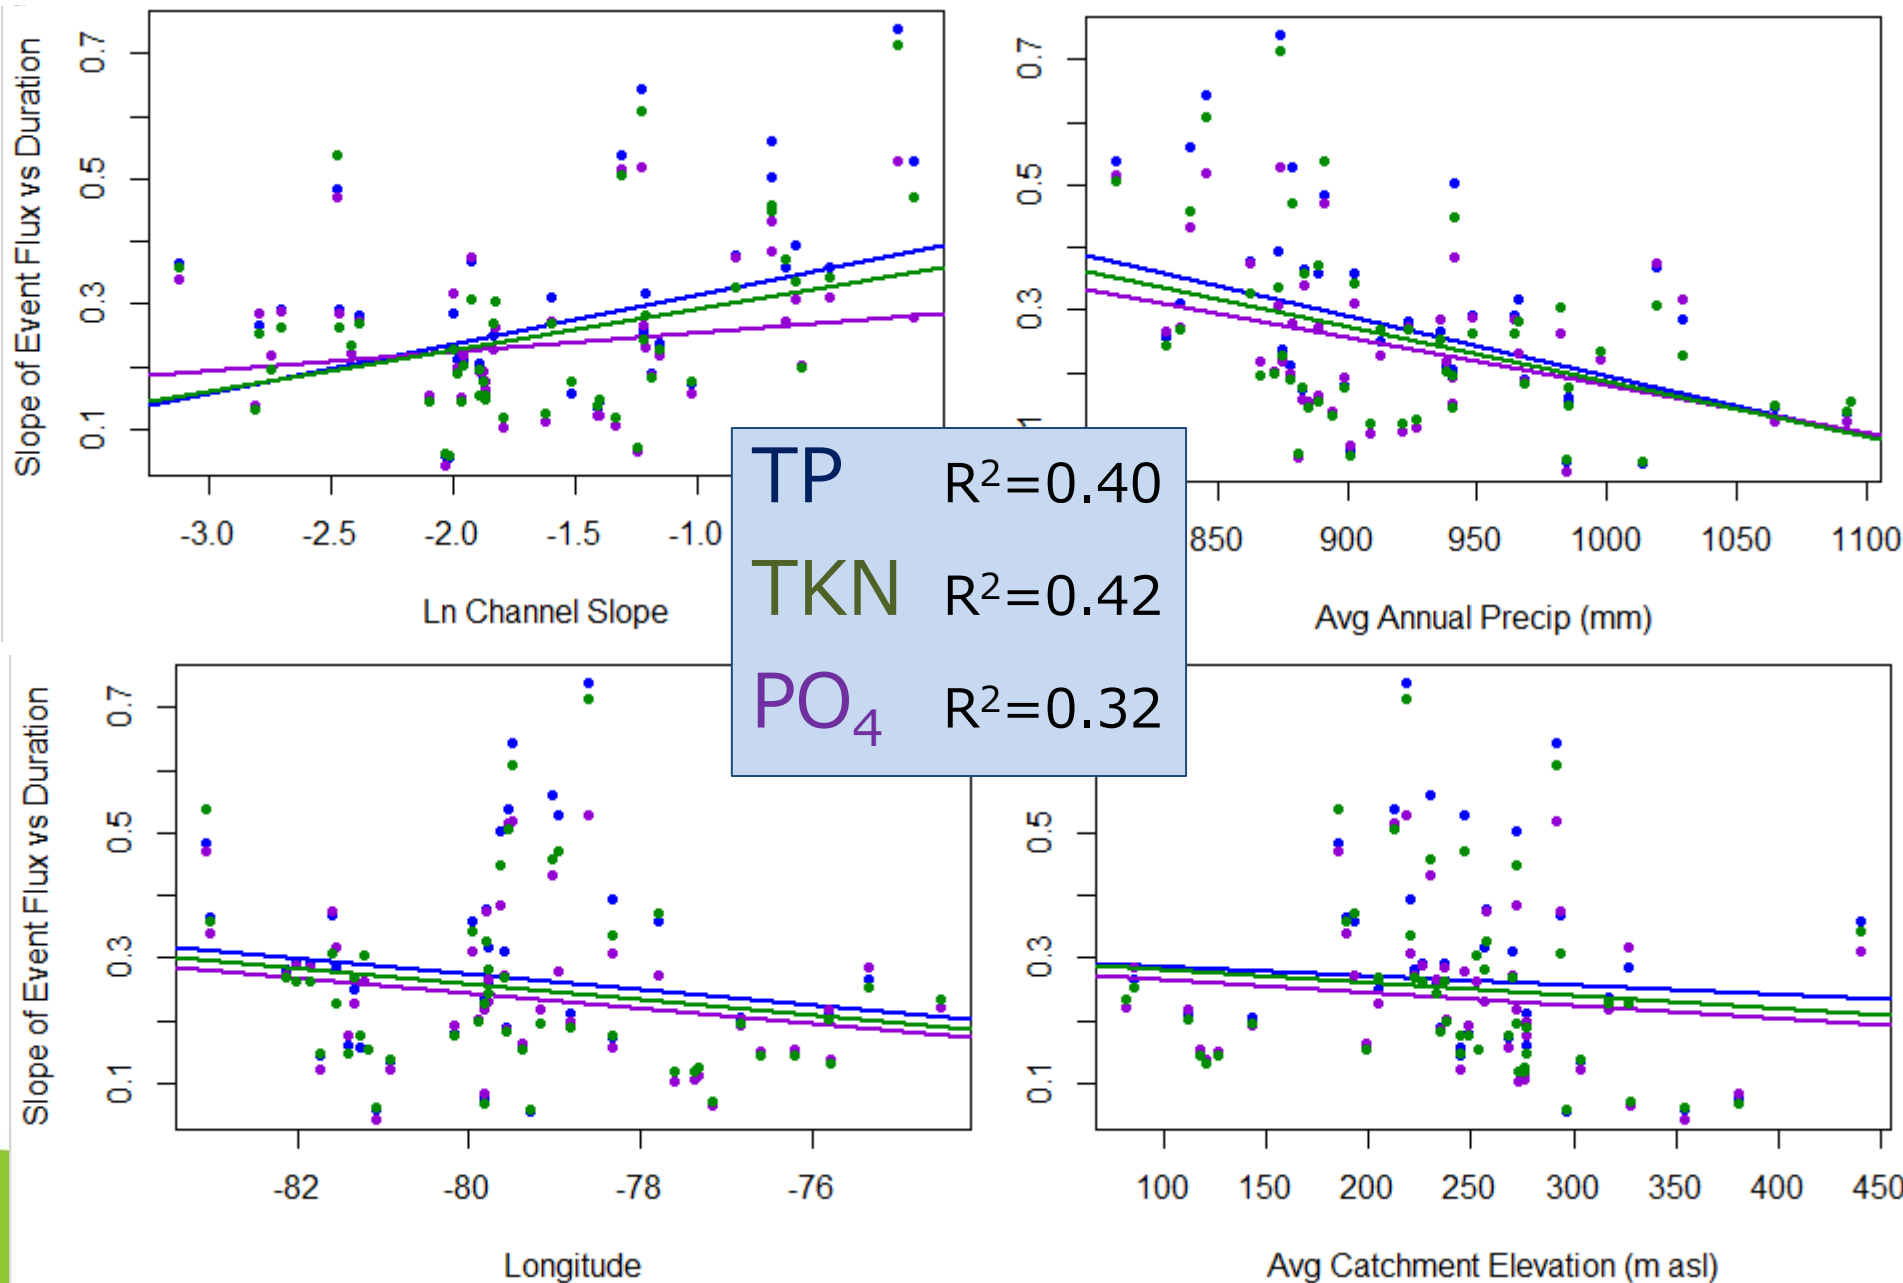 Slope of Event Flux vs Duration
0.7
0.5
0.3
0.1
-3.0 -2.5 -2.0 -1.5 -1.0
Ln Channel Slope
0.7
0.5
0.3
850 900 950 1000 1050 1100
Avg Annual Precip (mm)
TP R²=0.40
TKN R²=0.42
PO₄ R²=0.32
Slope of Event Flux vs Duration
0.7
0.5
0.3
0.1
-82 -80 -78 -76
Longitude
0.5
0.3
0.1
100 150 200 250 300 350 400 450
Avg Catchment Elevation (m asl)